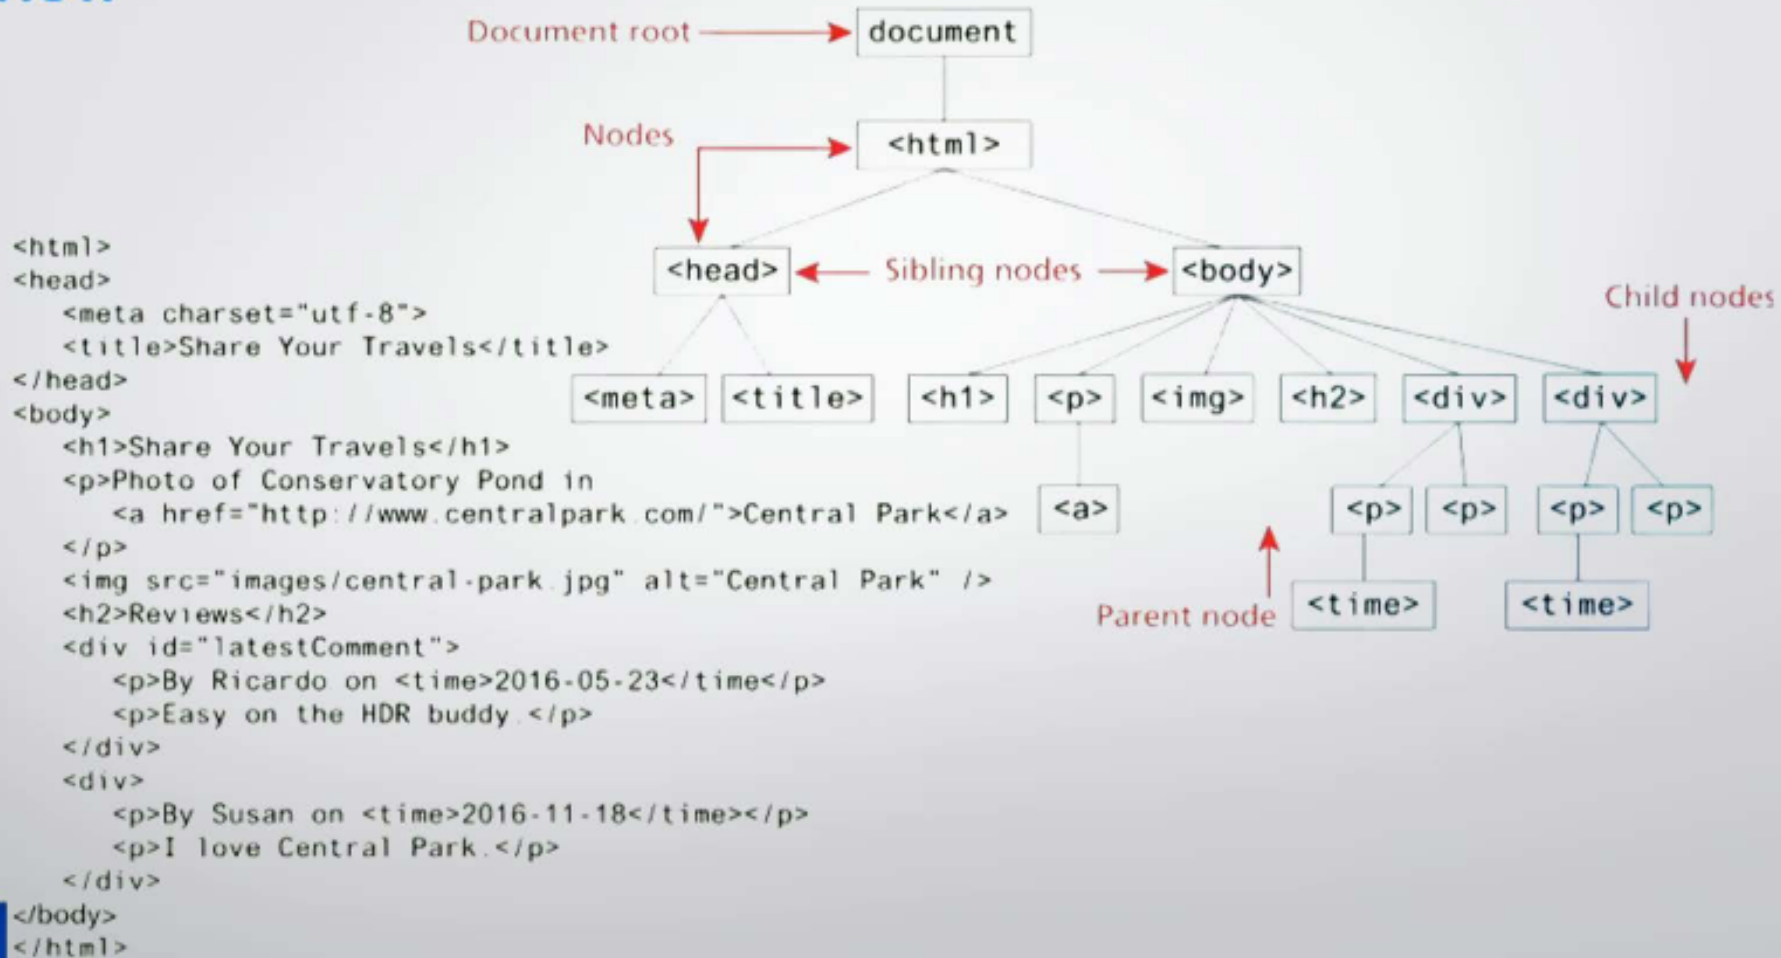 Document root
document
Nodes
<html>
<head>
Sibling nodes
<body>
Child nodes
<meta>
<title>
<h1>
<p>
<img>
<h2>
<div>
<div>
<a>
<p>
<p>
<p>
<p>
Parent node
<time>
<time>
<html>
<head>
<meta charset="utf-8">
<title>Share Your Travels</title>
</head>
<body>
<h1>Share Your Travels</h1>
<p>Photo of Conservatory Pond in
<a href="http://www.centralpark.com/">Central Park</a>
</p>
<img src="images/central-park.jpg" alt="Central Park" />
<h2>Reviews</h2>
<div id="latestComment">
<p>By Ricardo on <time>2016-05-23</time</p>
<p>Easy on the HDR buddy.</p>
</div>
<div>
<p>By Susan on <time>2016-11-18</time></p>
<p>I love Central Park.</p>
</div>
</body>
</html>